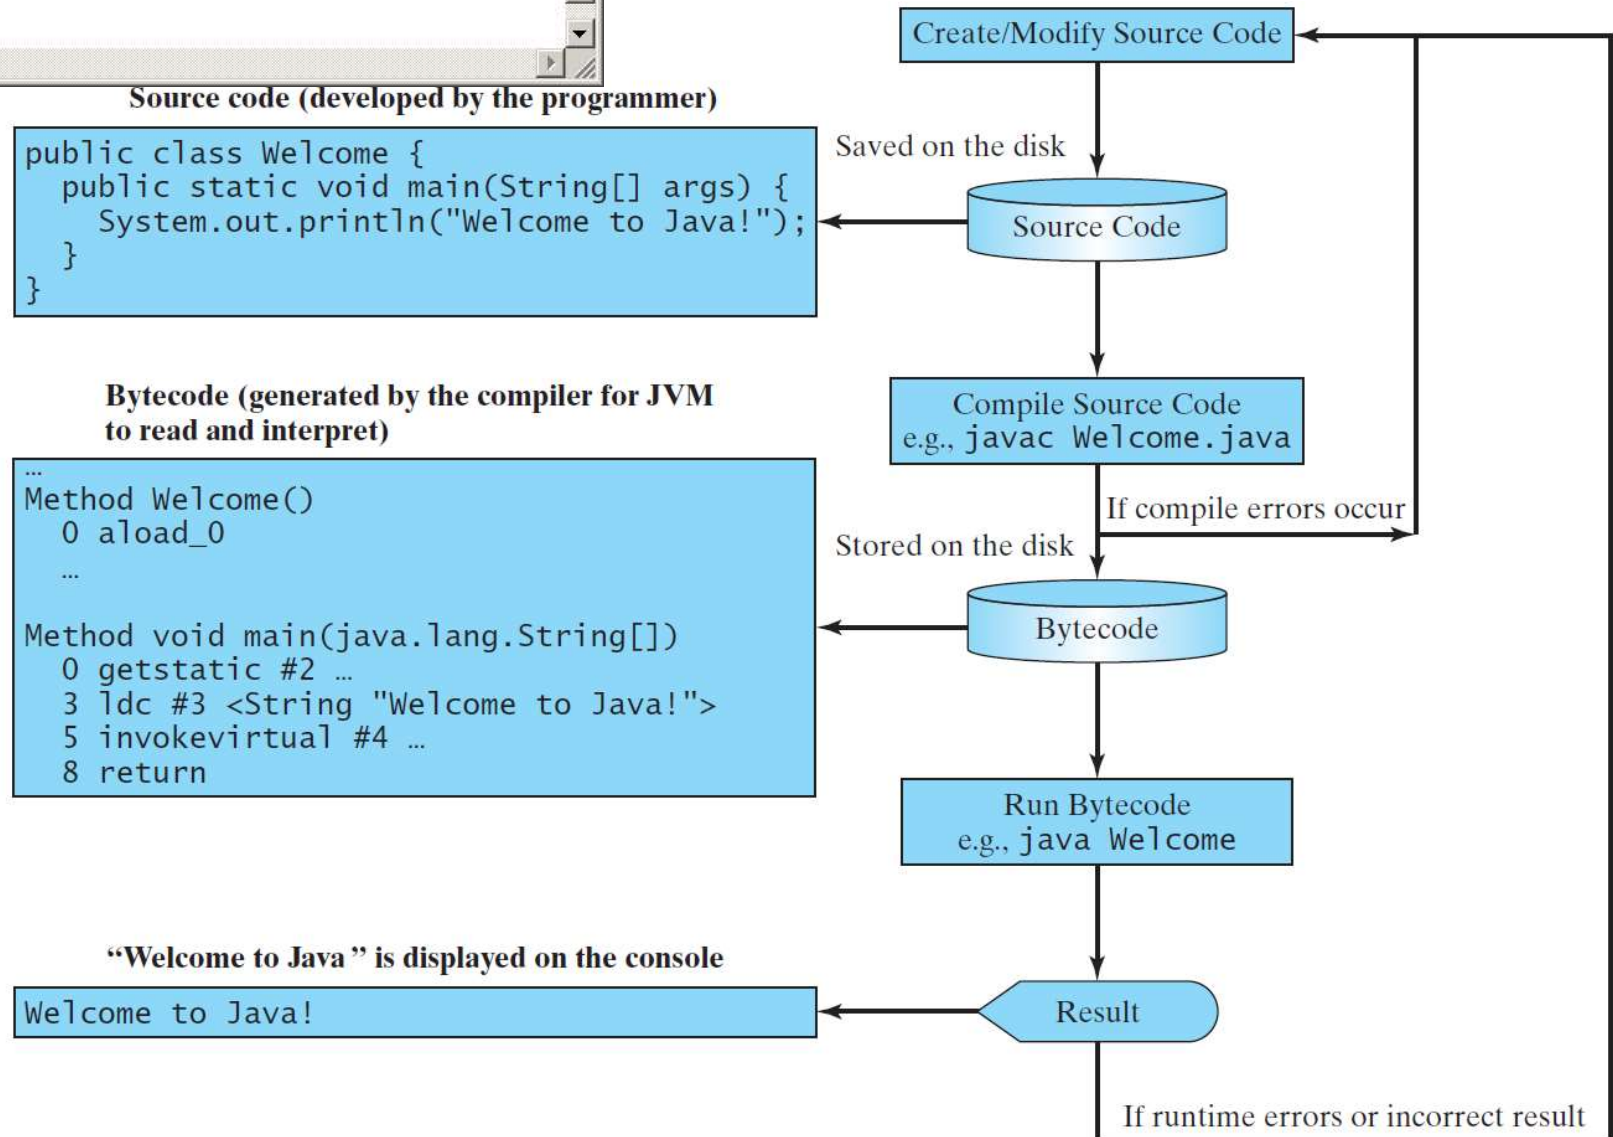 Create/Modify Source Code
Source code (developed by the programmer)
public class Welcome {
  public static void main(String[] args) {
    System.out.println("Welcome to Java!");
  }
}
Saved on the disk
Source Code
Compile Source Code
e.g., javac Welcome.java
If compile errors occur
Bytecode (generated by the compiler for JVM
to read and interpret)
…
Method Welcome()
  0 aload_0
  …
Method void main(java.lang.String[])
  0 getstatic #2 …
  3 ldc #3 <String "Welcome to Java!">
  5 invokevirtual #4 …
  8 return
Stored on the disk
Bytecode
Run Bytecode
e.g., java Welcome
“Welcome to Java ” is displayed on the console
Welcome to Java!
Result
If runtime errors or incorrect result